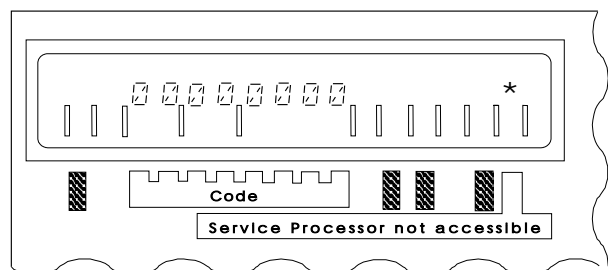 00000000
*
Code
Service Processor not accessible